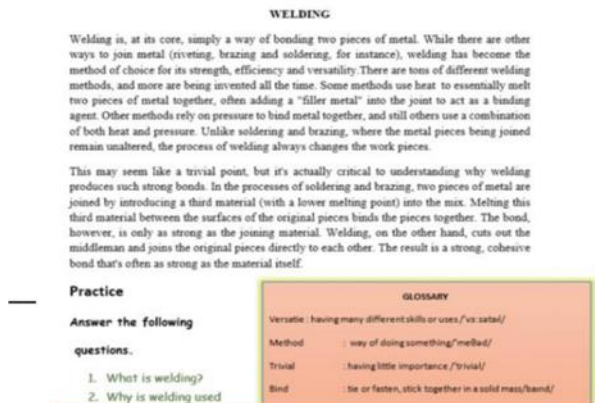 WELDING
Welding is, at its core, simply a way of bonding two pieces of metal. While there are other
ways to join metal (riveting, brazing and soldering, for instance), welding has become the
method of choice for its strength, efficiency and versatility.There are tons of different welding
methods, and more are being invented all the time. Some methods use heat to essentially melt
two pieces of metal together, often adding a "filler metal" into the joint to act as a binding
agent. Other methods rely on pressure to bind metal together, and still others use a combination
of both heat and pressure. Unlike soldering and brazing, where the metal pieces being joined
remain unaltered, the process of welding always changes the work pieces.
This may seem like a trivial point, but it's actually critical to understanding why welding
produces such strong bonds. In the processes of soldering and brazing, two pieces of metal are
joined by introducing a third material (with a lower melting point) into the mix. Melting this
third material between the surfaces of the original pieces binds the pieces together. The bond,
however, is only as strong as the joining material. Welding, on the other hand, cuts out the
middleman and joins the original pieces directly to each other. The result is a strong, cohesive
bond that's often as strong as the material itself.
Practice
Answer the following
questions.
1. What is welding?
2. Why is welding used
GLOSSARY
Versatie : having many different skills or uses /'vɜ:sətaɪl/
Method : way of doing something/'meθəd/
Trivial : having little importance /'trivial/
Bind : tie or fasten, stick together in a solid mass/baɪnd/